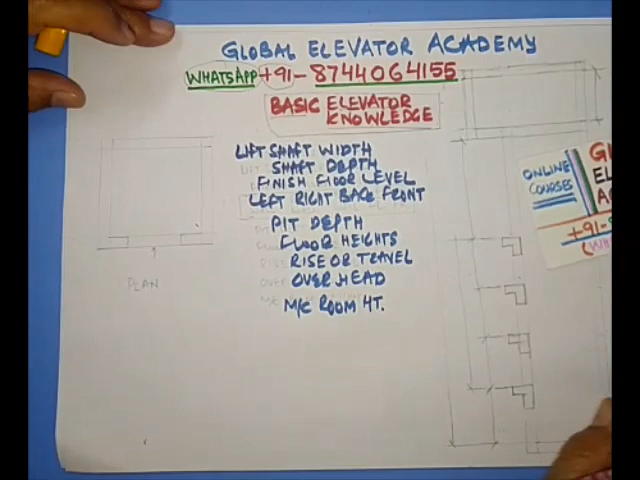 GLOBAL ELEVATOR ACADEMY
WHATSAPP +91-8744064155
BASIC ELEVATOR
KNOWLEDGE
LIFT SHAFT WIDTH
SHAFT DEPTH
FINISH FLOOR LEVEL
LEFT RIGHT BACK FRONT
PIT DEPTH
FLOOR HEIGHTS
RISE OR TRAVEL
OVER HEAD
M/C ROOM HT.
PLAN
ONLINE
COURSES
+91-